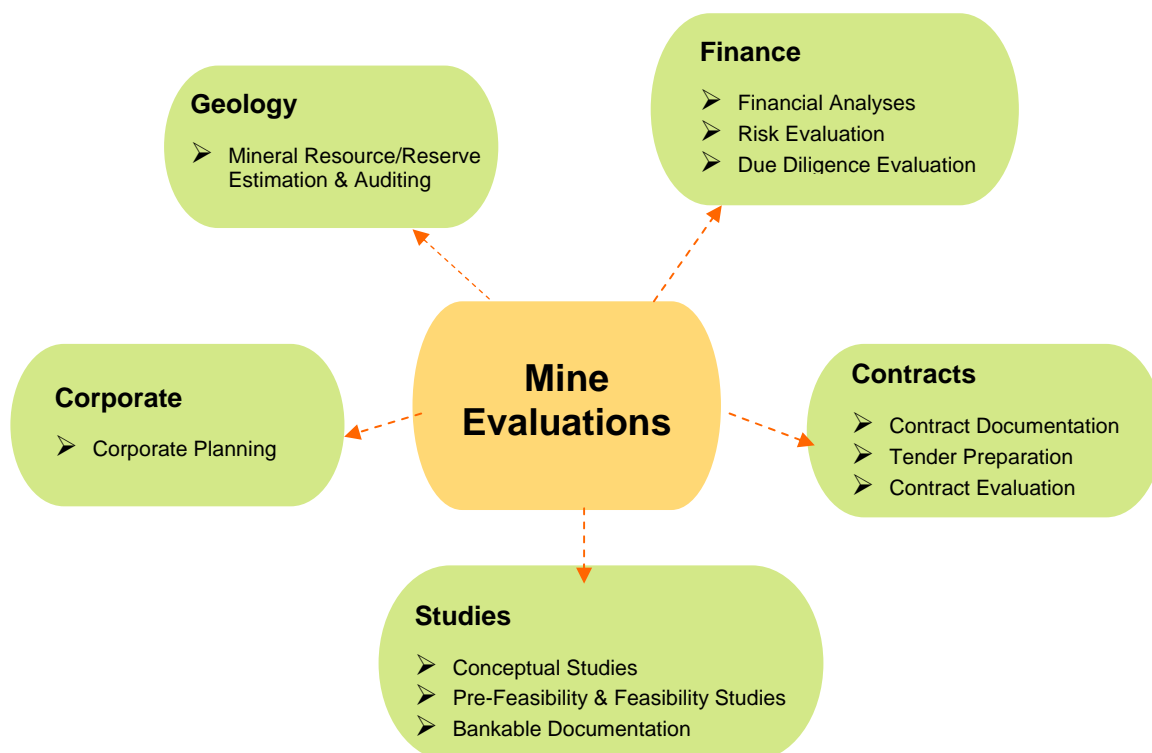 Finance
➢ Financial Analyses
➢ Risk Evaluation
➢ Due Diligence Evaluation
Geology
➢ Mineral Resource/Reserve
Estimation & Auditing
Mine
Evaluations
Contracts
➢ Contract Documentation
➢ Tender Preparation
➢ Contract Evaluation
Corporate
➢ Corporate Planning
Studies
➢ Conceptual Studies
➢ Pre-Feasibility & Feasibility Studies
➢ Bankable Documentation